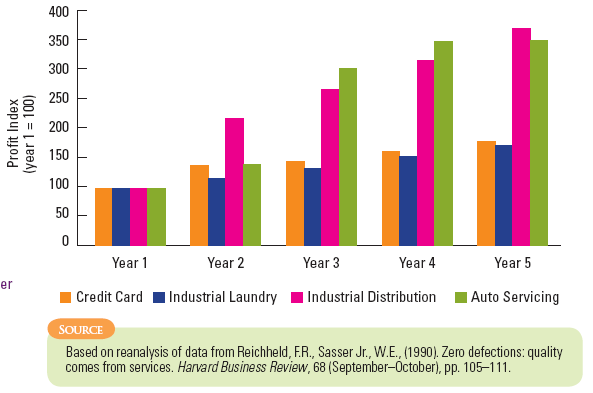 400
350
300
250
200
150
100
50
0
Profit Index
(year 1 = 100)
Year 1 Year 2 Year 3 Year 4 Year 5
er
Credit Card Industrial Laundry Industrial Distribution Auto Servicing
SOURCE
Based on reanalysis of data from Reichheld, F.R., Sasser Jr., W.E., (1990). Zero defections: quality
comes from services. Harvard Business Review, 68 (September–October), pp. 105–111.